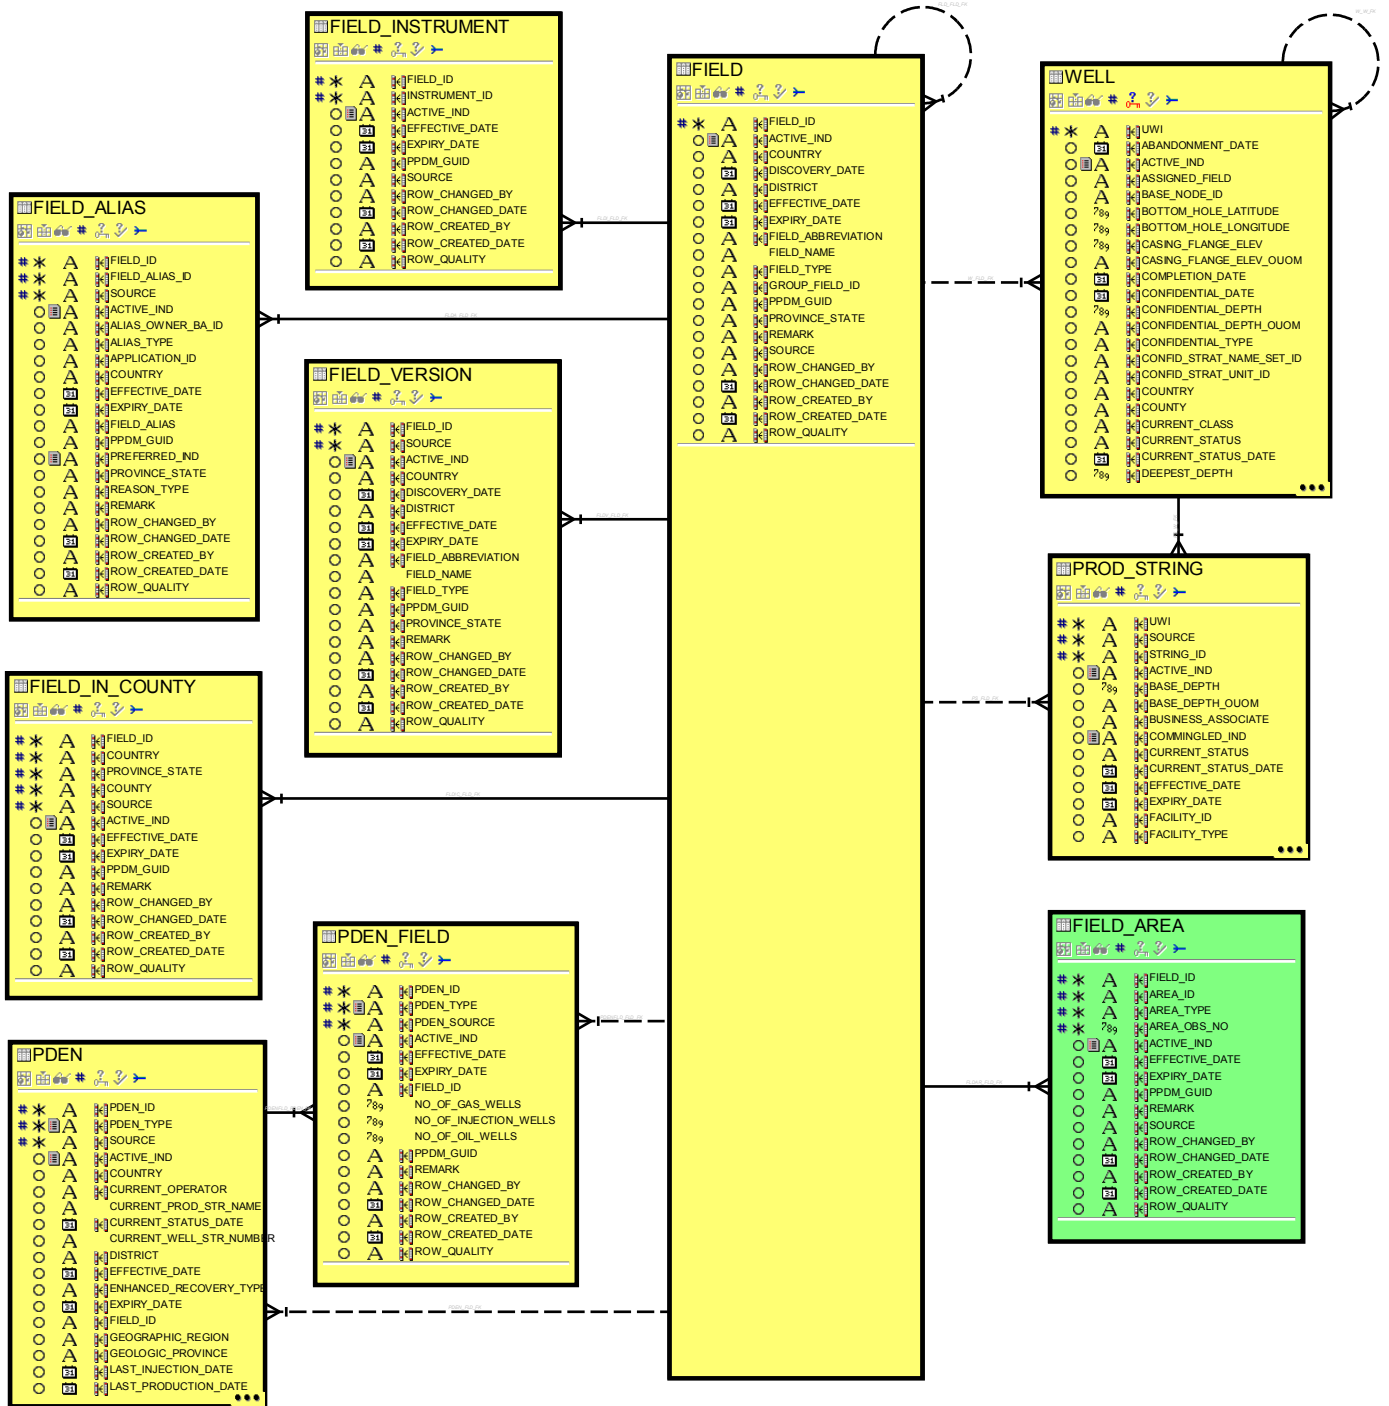 FIELD_INSTRUMENT
FIELD_ID
INSTRUMENT_ID
ACTIVE_IND
EFFECTIVE_DATE
EXPIRY_DATE
PPDM_GUID
SOURCE
ROW_CHANGED_BY
ROW_CHANGED_DATE
ROW_CREATED_BY
ROW_CREATED_DATE
ROW_QUALITY
FIELD
FIELD_ID
ACTIVE_IND
COUNTRY
DISCOVERY_DATE
DISTRICT
EFFECTIVE_DATE
EXPIRY_DATE
FIELD_ABBREVIATION
FIELD_NAME
FIELD_TYPE
GROUP_FIELD_ID
PPDM_GUID
PROVINCE_STATE
REMARK
SOURCE
ROW_CHANGED_BY
ROW_CHANGED_DATE
ROW_CREATED_BY
ROW_CREATED_DATE
ROW_QUALITY
WELL
UWI
ABANDONMENT_DATE
ACTIVE_IND
ASSIGNED_FIELD
BASE_NODE_ID
BOTTOM_HOLE_LATITUDE
BOTTOM_HOLE_LONGITUDE
CASING_FLANGE_ELEV
CASING_FLANGE_ELEV_OUOM
COMPLETION_DATE
CONFIDENTIAL_DATE
CONFIDENTIAL_DEPTH
CONFIDENTIAL_DEPTH_OUOM
CONFIDENTIAL_TYPE
CONFID_STRAT_NAME_SET_ID
CONFID_STRAT_UNIT_ID
COUNTRY
COUNTY
CURRENT_CLASS
CURRENT_STATUS
CURRENT_STATUS_DATE
DEEPEST_DEPTH
FIELD_ALIAS
FIELD_ID
FIELD_ALIAS_ID
SOURCE
ACTIVE_IND
ALIAS_OWNER_BA_ID
ALIAS_TYPE
APPLICATION_ID
COUNTRY
EFFECTIVE_DATE
EXPIRY_DATE
FIELD_ALIAS
PPDM_GUID
PREFERRED_IND
PROVINCE_STATE
REASON_TYPE
REMARK
ROW_CHANGED_BY
ROW_CHANGED_DATE
ROW_CREATED_BY
ROW_CREATED_DATE
ROW_QUALITY
FIELD_VERSION
FIELD_ID
SOURCE
ACTIVE_IND
COUNTRY
DISCOVERY_DATE
DISTRICT
EFFECTIVE_DATE
EXPIRY_DATE
FIELD_ABBREVIATION
FIELD_NAME
FIELD_TYPE
PPDM_GUID
PROVINCE_STATE
REMARK
ROW_CHANGED_BY
ROW_CHANGED_DATE
ROW_CREATED_BY
ROW_CREATED_DATE
ROW_QUALITY
PROD_STRING
UWI
SOURCE
STRING_ID
ACTIVE_IND
BASE_DEPTH
BASE_DEPTH_OUOM
BUSINESS_ASSOCIATE
COMMINGLED_IND
CURRENT_STATUS
CURRENT_STATUS_DATE
EFFECTIVE_DATE
EXPIRY_DATE
FACILITY_ID
FACILITY_TYPE
FIELD_IN_COUNTY
FIELD_ID
COUNTRY
PROVINCE_STATE
COUNTY
SOURCE
ACTIVE_IND
EFFECTIVE_DATE
EXPIRY_DATE
PPDM_GUID
REMARK
ROW_CHANGED_BY
ROW_CHANGED_DATE
ROW_CREATED_BY
ROW_CREATED_DATE
ROW_QUALITY
PDEN_FIELD
PDEN_ID
PDEN_TYPE
PDEN_SOURCE
ACTIVE_IND
EFFECTIVE_DATE
EXPIRY_DATE
FIELD_ID
NO_OF_GAS_WELLS
NO_OF_INJECTION_WELLS
NO_OF_OIL_WELLS
PPDM_GUID
REMARK
ROW_CHANGED_BY
ROW_CHANGED_DATE
ROW_CREATED_BY
ROW_CREATED_DATE
ROW_QUALITY
FIELD_AREA
FIELD_ID
AREA_ID
AREA_TYPE
AREA_OBS_NO
ACTIVE_IND
EFFECTIVE_DATE
EXPIRY_DATE
PPDM_GUID
REMARK
SOURCE
ROW_CHANGED_BY
ROW_CHANGED_DATE
ROW_CREATED_BY
ROW_CREATED_DATE
ROW_QUALITY
PDEN
PDEN_ID
PDEN_TYPE
SOURCE
ACTIVE_IND
COUNTRY
CURRENT_OPERATOR
CURRENT_PROD_STR_NAME
CURRENT_STATUS_DATE
CURRENT_WELL_STR_NUMBER
DISTRICT
EFFECTIVE_DATE
ENHANCED_RECOVERY_TYPE
EXPIRY_DATE
FIELD_ID
GEOGRAPHIC_REGION
GEOLOGIC_PROVINCE
LAST_INJECTION_DATE
LAST_PRODUCTION_DATE